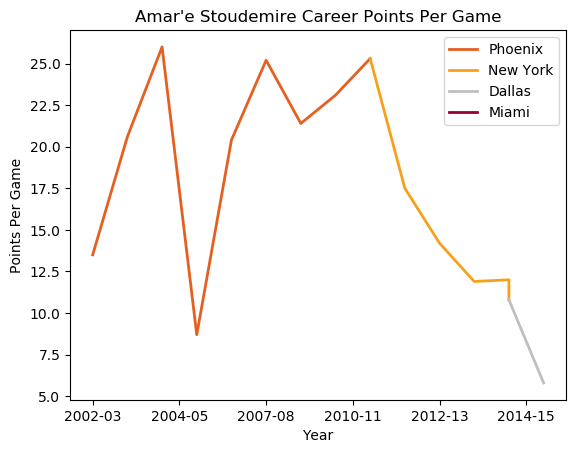 Amar'e Stoudemire Career Points Per Game
Phoenix
New York
Dallas
Miami
Points Per Game
25.0
22.5
20.0
17.5
15.0
12.5
10.0
7.5
5.0
2002-03 2004-05 2007-08 2010-11 2012-13 2014-15
Year